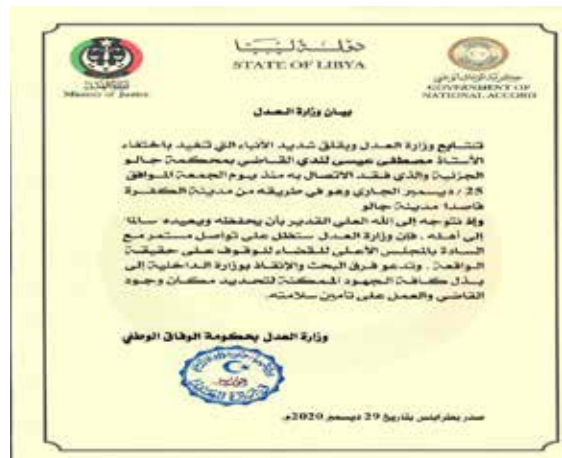 دولة ليبيا
STATE OF LIBYA
Ministry of Justice
حكومة الوفاق الوطني
GOVERNMENT OF
NATIONAL ACCORD
بيان وزارة العدل
تتابع وزارة العدل وبقلق شديد الأنباء التي تفيد باختفاء
الأستاذ مصطفى عيسى للدي القاضي بمحكمة جالو
الجزئية والذي فقد الاتصال به منذ يوم الجمعة الموافق
25 / ديسمبر الجاري وهو في طريقه من مدينة الكفرة
قاصدا مدينة جالو
وإذ نتوجه إلى الله العلي القدير بأن يحفظه ويعيده سالما
إلى أهله ، فإن وزارة العدل ستظل على تواصل مستمر مع
السادة بالمجلس الأعلى للقضاء للوقوف على حقيقة
الواقعة ، وتدعو فرق البحث والإنقاذ بوزارة الداخلية إلى
بذل كافة الجهود الممكنة لتحديد مكان وجود
القاضي والعمل على تأمين سلامته.
وزارة العدل بحكومة الوفاق الوطني
صدر بطرابلس بتاريخ 29 ديسمبر 2020م.